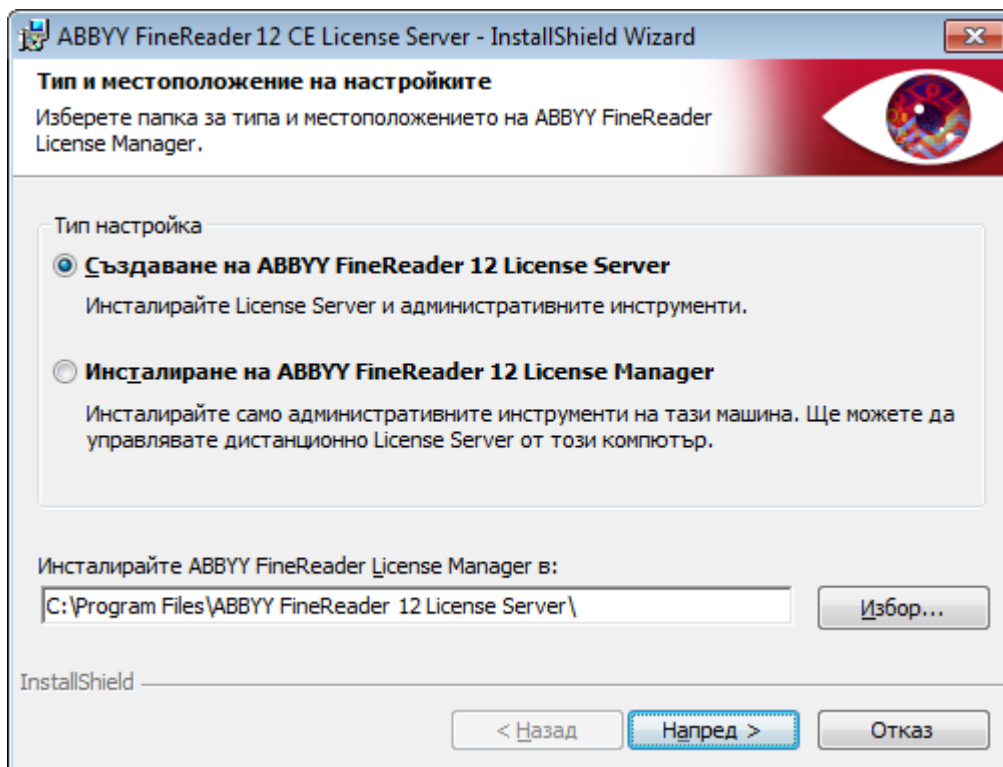 ABBYY FineReader 12 CE License Server - InstallShield Wizard
Тип и местоположение на настройките
Изберете папка за типа и местоположението на ABBYY FineReader
License Manager.
Тип настройка
Създаване на ABBYY FineReader 12 License Server
Инсталирайте License Server и административните инструменти.
Инсталиране на ABBYY FineReader 12 License Manager
Инсталирайте само административните инструменти на тази машина. Ще можете да
управлявате дистанционно License Server от този компютър.
Инсталирайте ABBYY FineReader License Manager в:
C:\Program Files\ABBYY FineReader 12 License Server\
Избор...
InstallShield
< Назад
Напред >
Отказ